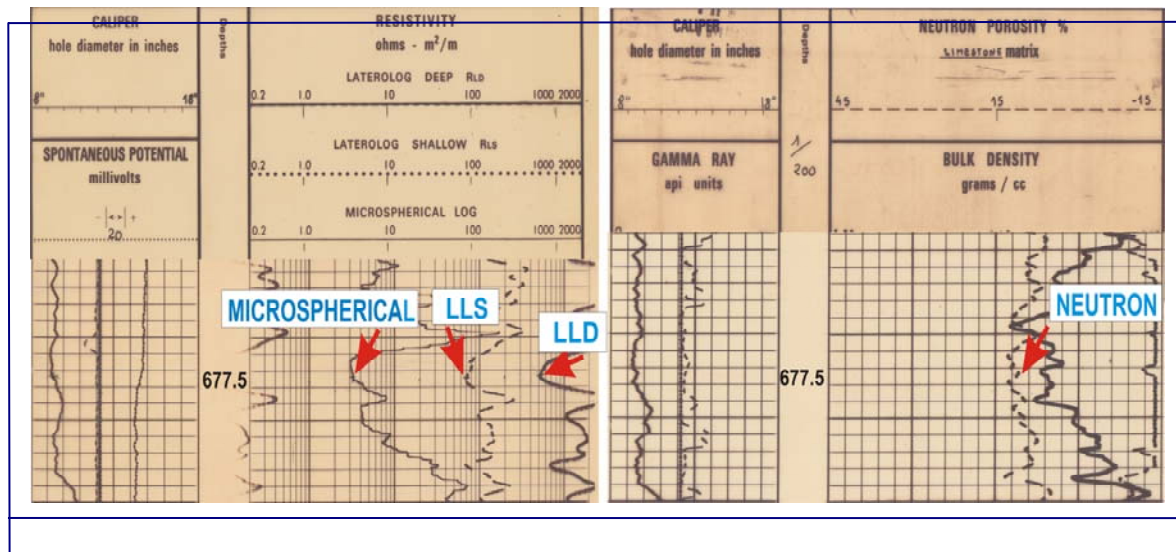 CALIPER
hole diameter in inches
6" 16"
SPONTANEOUS POTENTIAL
millivolts
20
Depths
RESISTIVITY
ohms - m²/m
LATEROLOG DEEP RLD
0.2 1.0 10 100 1000 2000
LATEROLOG SHALLOW RLS
0.2 1.0 10 100 1000 2000
MICROSPHERICAL LOG
0.2 1.0 10 100 1000 2000
MICROSPHERICAL
LLS
LLD
677.5
CALIPER
hole diameter in inches
GAMMA RAY
api units
Depths
1/200
NEUTRON POROSITY %
LIMESTONE matrix
45 15 -15
BULK DENSITY
grams / cc
NEUTRON
677.5